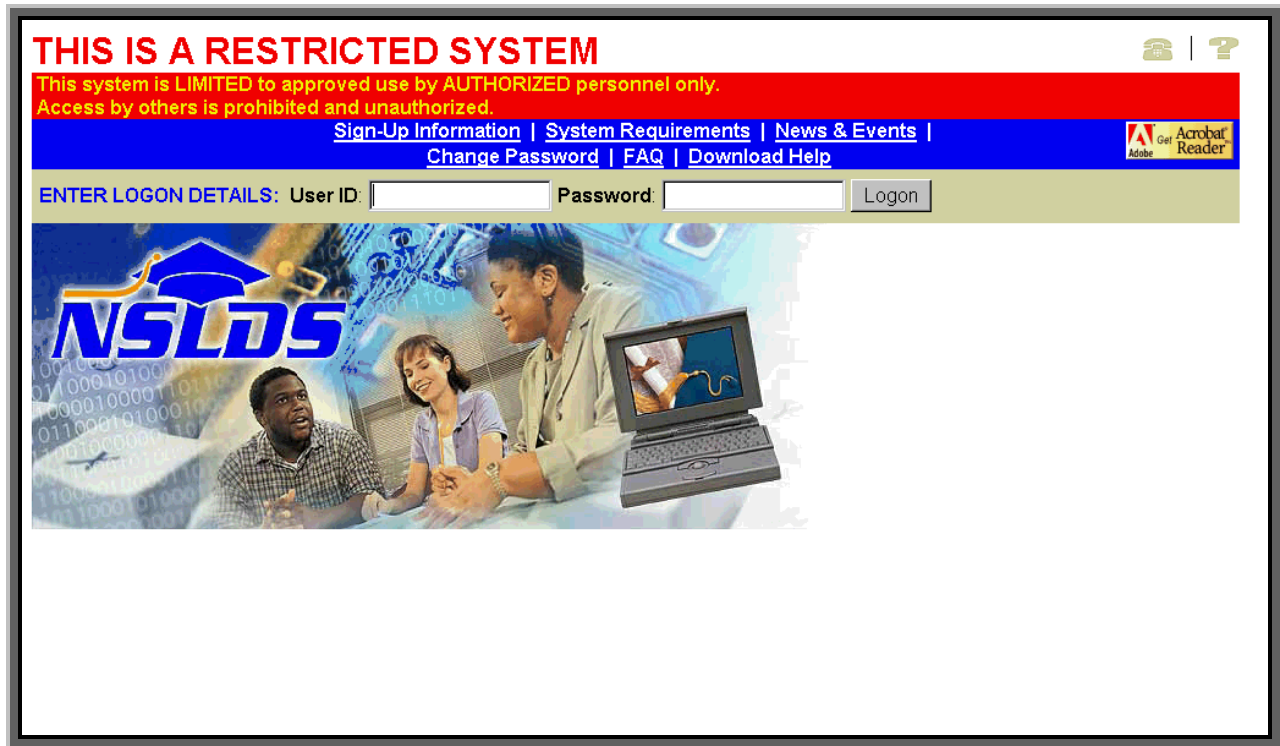 THIS IS A RESTRICTED SYSTEM
This system is LIMITED to approved use by AUTHORIZED personnel only.
Access by others is prohibited and unauthorized.
Sign-Up Information | System Requirements | News & Events |
Change Password | FAQ | Download Help
Adobe Get Acrobat Reader
ENTER LOGON DETAILS: User ID: Password: Logon
NSLDS